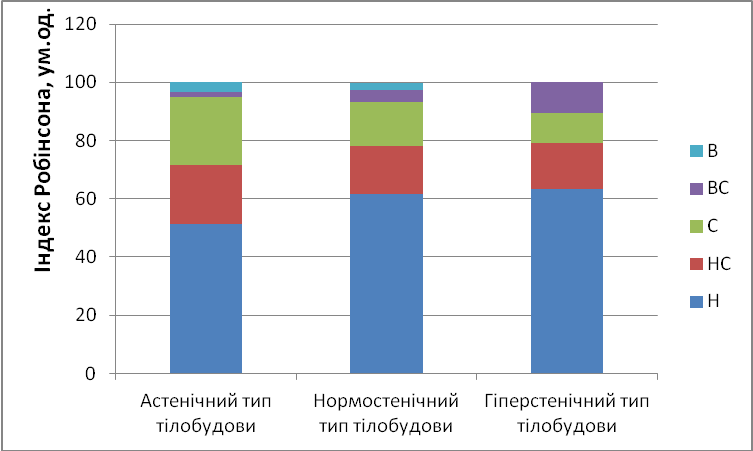 Індекс Робінсона, ум.од.
120
100
80
60
40
20
0
Астенічний тип
тілобудови
Нормостенічний
тип тілобудови
Гіперстенічний тип
тілобудови
В
ВС
С
НС
Н